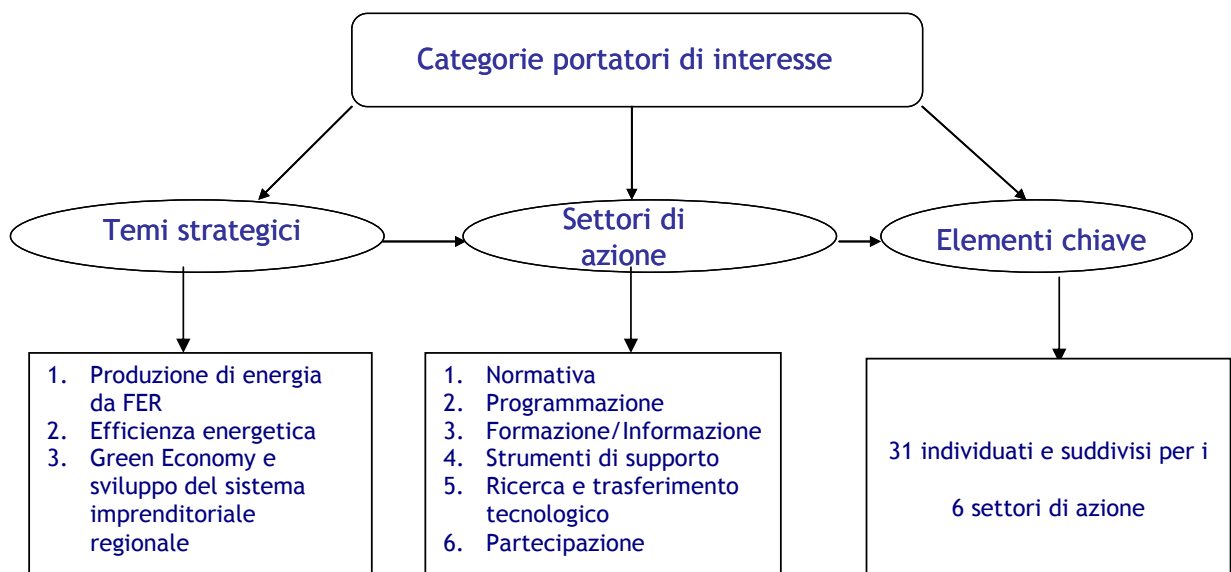 Categorie portatori di interesse
Temi strategici
Settori di
azione
Elementi chiave
1. Produzione di energia
da FER
2. Efficienza energetica
3. Green Economy e
sviluppo del sistema
imprenditoriale
regionale
1. Normativa
2. Programmazione
3. Formazione/Informazione
4. Strumenti di supporto
5. Ricerca e trasferimento
tecnologico
6. Partecipazione
31 individuati e suddivisi per i
6 settori di azione